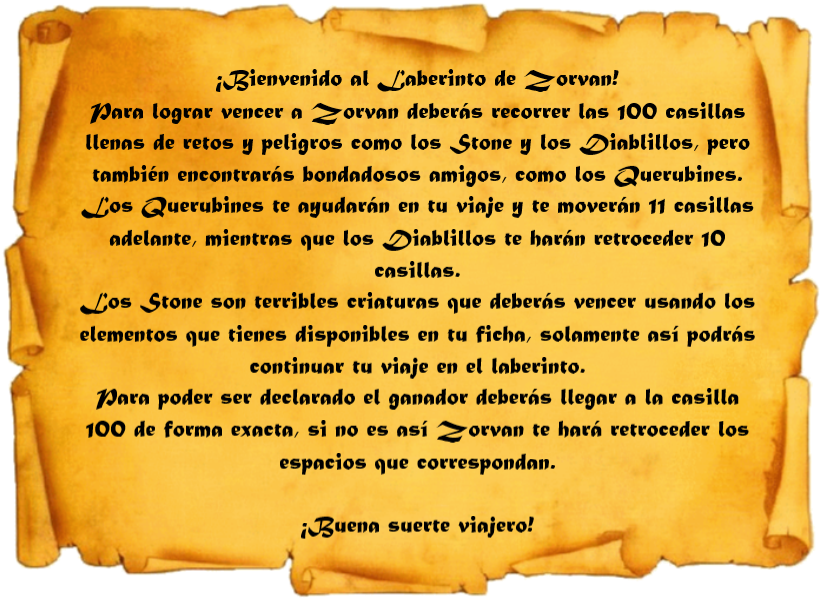 ¡Bienvenido al Laberinto de Zorvan!
Para lograr vencer a Zorvan deberás recorrer las 100 casillas
llenas de retos y peligros como los Stone y los Diablillos, pero
también encontrarás bondadosos amigos, como los Querubines.
Los Querubines te ayudarán en tu viaje y te moverán 11 casillas
adelante, mientras que los Diablillos te harán retroceder 10
casillas.
Los Stone son terribles criaturas que deberás vencer usando los
elementos que tienes disponibles en tu ficha, solamente así podrás
continuar tu viaje en el laberinto.
Para poder ser declarado el ganador deberás llegar a la casilla
100 de forma exacta, si no es así Zorvan te hará retroceder los
espacios que correspondan.
¡Buena suerte viajero!